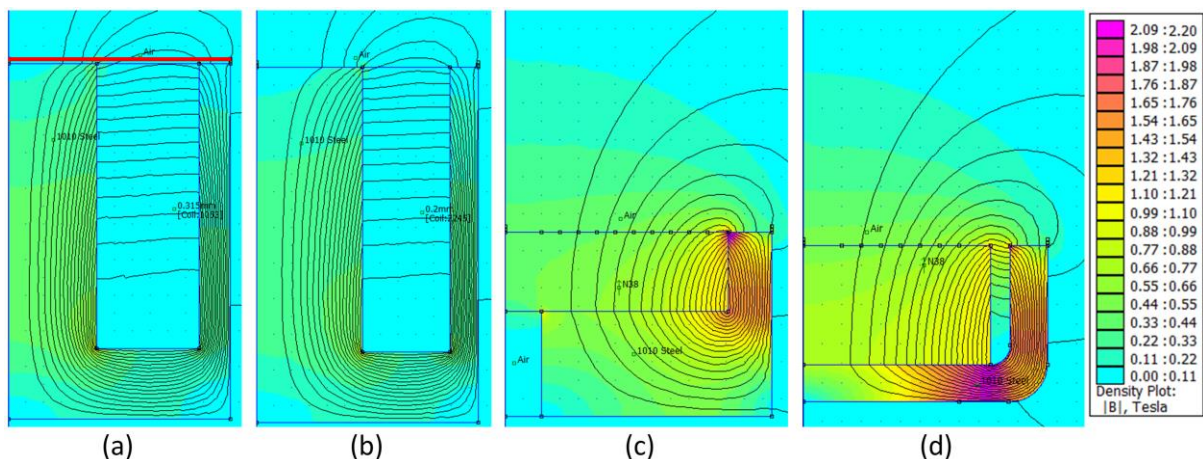 Air
1010 Steel
0.315mm
[Coil:1033]
(a)
Air
1010 Steel
0.2mm
[Coil:2245]
(b)
Air
N38
1010 Steel
Air
(c)
Air
N38
1010 Steel
(d)
2.09:2.20
1.98:2.09
1.87:1.98
1.76:1.87
1.65:1.76
1.54:1.65
1.43:1.54
1.32:1.43
1.21:1.32
1.10:1.21
0.99:1.10
0.88:0.99
0.77:0.88
0.66:0.77
0.55:0.66
0.44:0.55
0.33:0.44
0.22:0.33
0.11:0.22
0.00:0.11
Density Plot:
|B|, Tesla